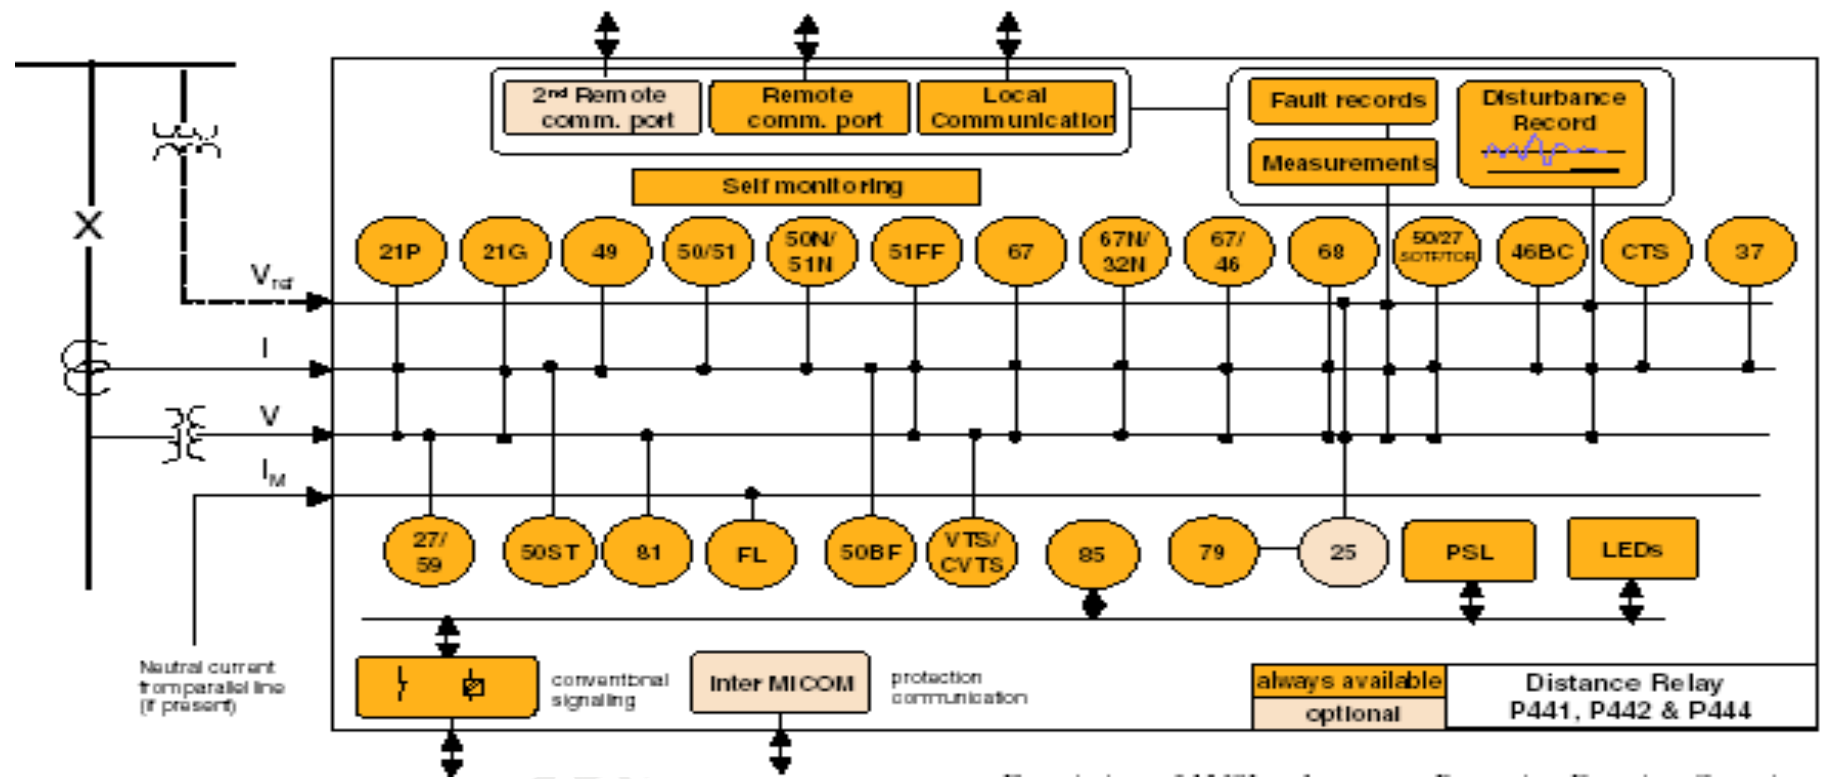 2nd Remote
comm. port
Remote
comm. port
Local
Communication
Fault records
Measurements
Disturbance
Record
Self monitoring
X
21P
21G
49
50/51
50N/
51N
51FF
67
67N/
32N
67/
46
68
50/27
SOTF/TOR
46BC
CTS
37
Vref
I
V
IM
27/
59
50ST
81
FL
50BF
VTS/
CVTS
85
79
25
PSL
LEDs
Neutral current
from parallel line
(if present)
conventional
signaling
Inter MICOM
protection
communication
always available
optional
Distance Relay
P441, P442 & P444